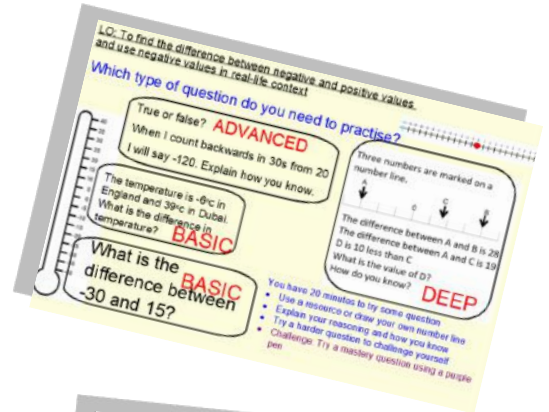 LO: To find the difference between negative and positive values
and use negative values in real-life context
Which type of question do you need to practise?
True or false? ADVANCED
When I count backwards in 30s from 20
I will say -120. Explain how you know.
The temperature is -6°c in
England and 39°c in Dubai.
What is the difference in
temperature? BASIC
What is the
difference between
-30 and 15?
BASIC
Three numbers are marked on a
number line.
A
0
C
B
The difference between A and B is 28
The difference between A and C is 19
D is 10 less than C
What is the value of D?
How do you know?
DEEP
You have 20 minutes to try some question
Use a resource or draw your own number line
Explain your reasoning and how you know
Try a harder question to challenge yourself
Challenge: Try a mastery question using a purple
pen